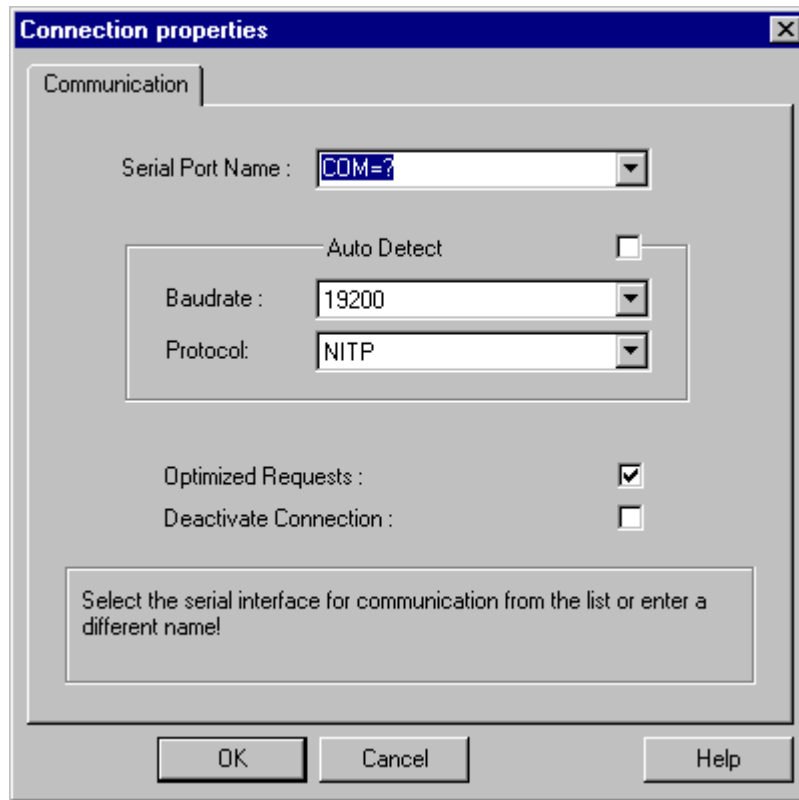 Connection properties
Communication
Serial Port Name :
COM=?
Auto Detect
Baudrate :
19200
Protocol:
NITP
Optimized Requests :
Deactivate Connection :
Select the serial interface for communication from the list or enter a
different name!
OK
Cancel
Help